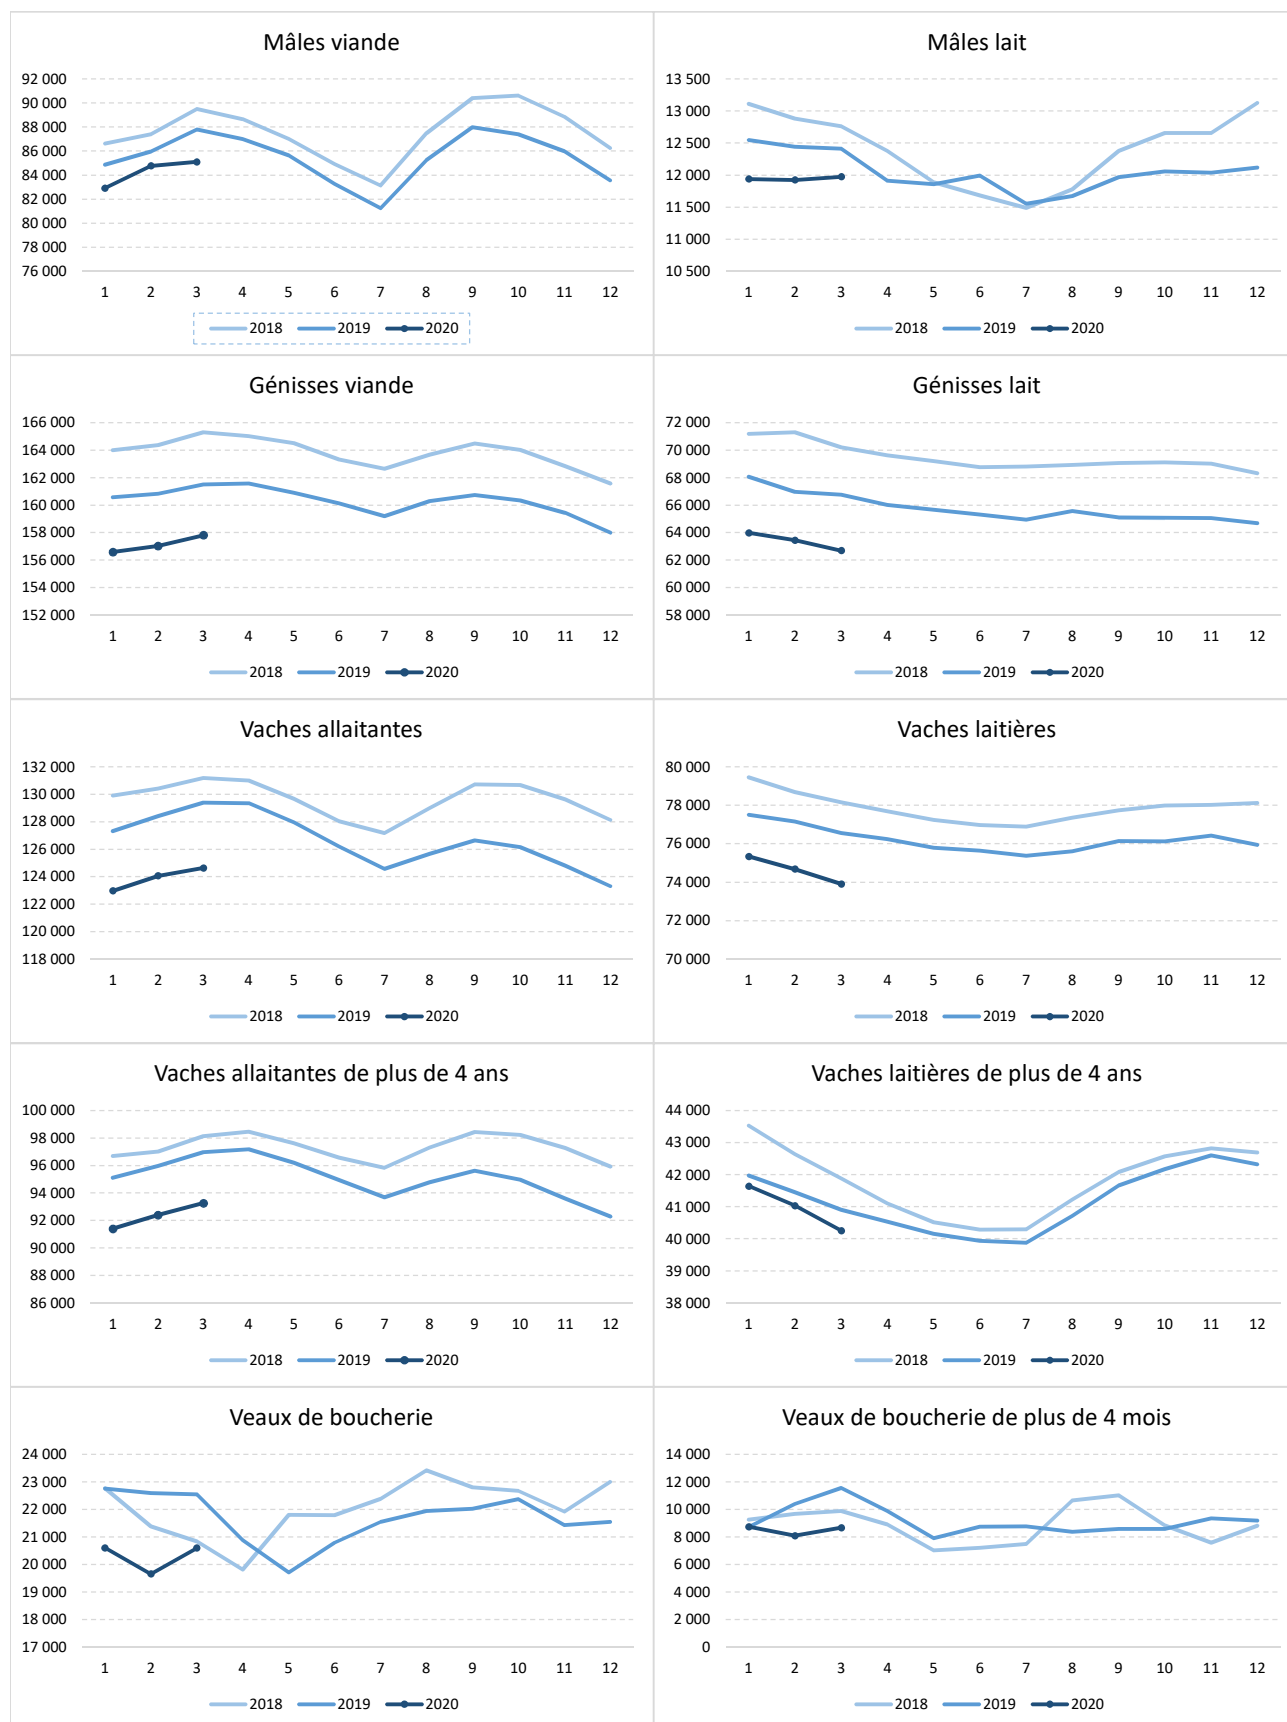 Mâles viande
92 000
90 000
88 000
86 000
84 000
82 000
80 000
78 000
76 000
1 2 3 4 5 6 7 8 9 10 11 12
2018 2019 2020
Mâles lait
13 500
13 000
12 500
12 000
11 500
11 000
10 500
1 2 3 4 5 6 7 8 9 10 11 12
2018 2019 2020
Génisses viande
166 000
164 000
162 000
160 000
158 000
156 000
154 000
152 000
1 2 3 4 5 6 7 8 9 10 11 12
2018 2019 2020
Génisses lait
72 000
70 000
68 000
66 000
64 000
62 000
60 000
58 000
1 2 3 4 5 6 7 8 9 10 11 12
2018 2019 2020
Vaches allaitantes
132 000
130 000
128 000
126 000
124 000
122 000
120 000
118 000
1 2 3 4 5 6 7 8 9 10 11 12
2018 2019 2020
Vaches laitières
80 000
78 000
76 000
74 000
72 000
70 000
1 2 3 4 5 6 7 8 9 10 11 12
2018 2019 2020
Vaches allaitantes de plus de 4 ans
100 000
98 000
96 000
94 000
92 000
90 000
88 000
86 000
1 2 3 4 5 6 7 8 9 10 11 12
2018 2019 2020
Vaches laitières de plus de 4 ans
44 000
43 000
42 000
41 000
40 000
39 000
38 000
1 2 3 4 5 6 7 8 9 10 11 12
2018 2019 2020
Veaux de boucherie
24 000
23 000
22 000
21 000
20 000
19 000
18 000
17 000
1 2 3 4 5 6 7 8 9 10 11 12
2018 2019 2020
Veaux de boucherie de plus de 4 mois
14 000
12 000
10 000
8 000
6 000
4 000
2 000
0
1 2 3 4 5 6 7 8 9 10 11 12
2018 2019 2020